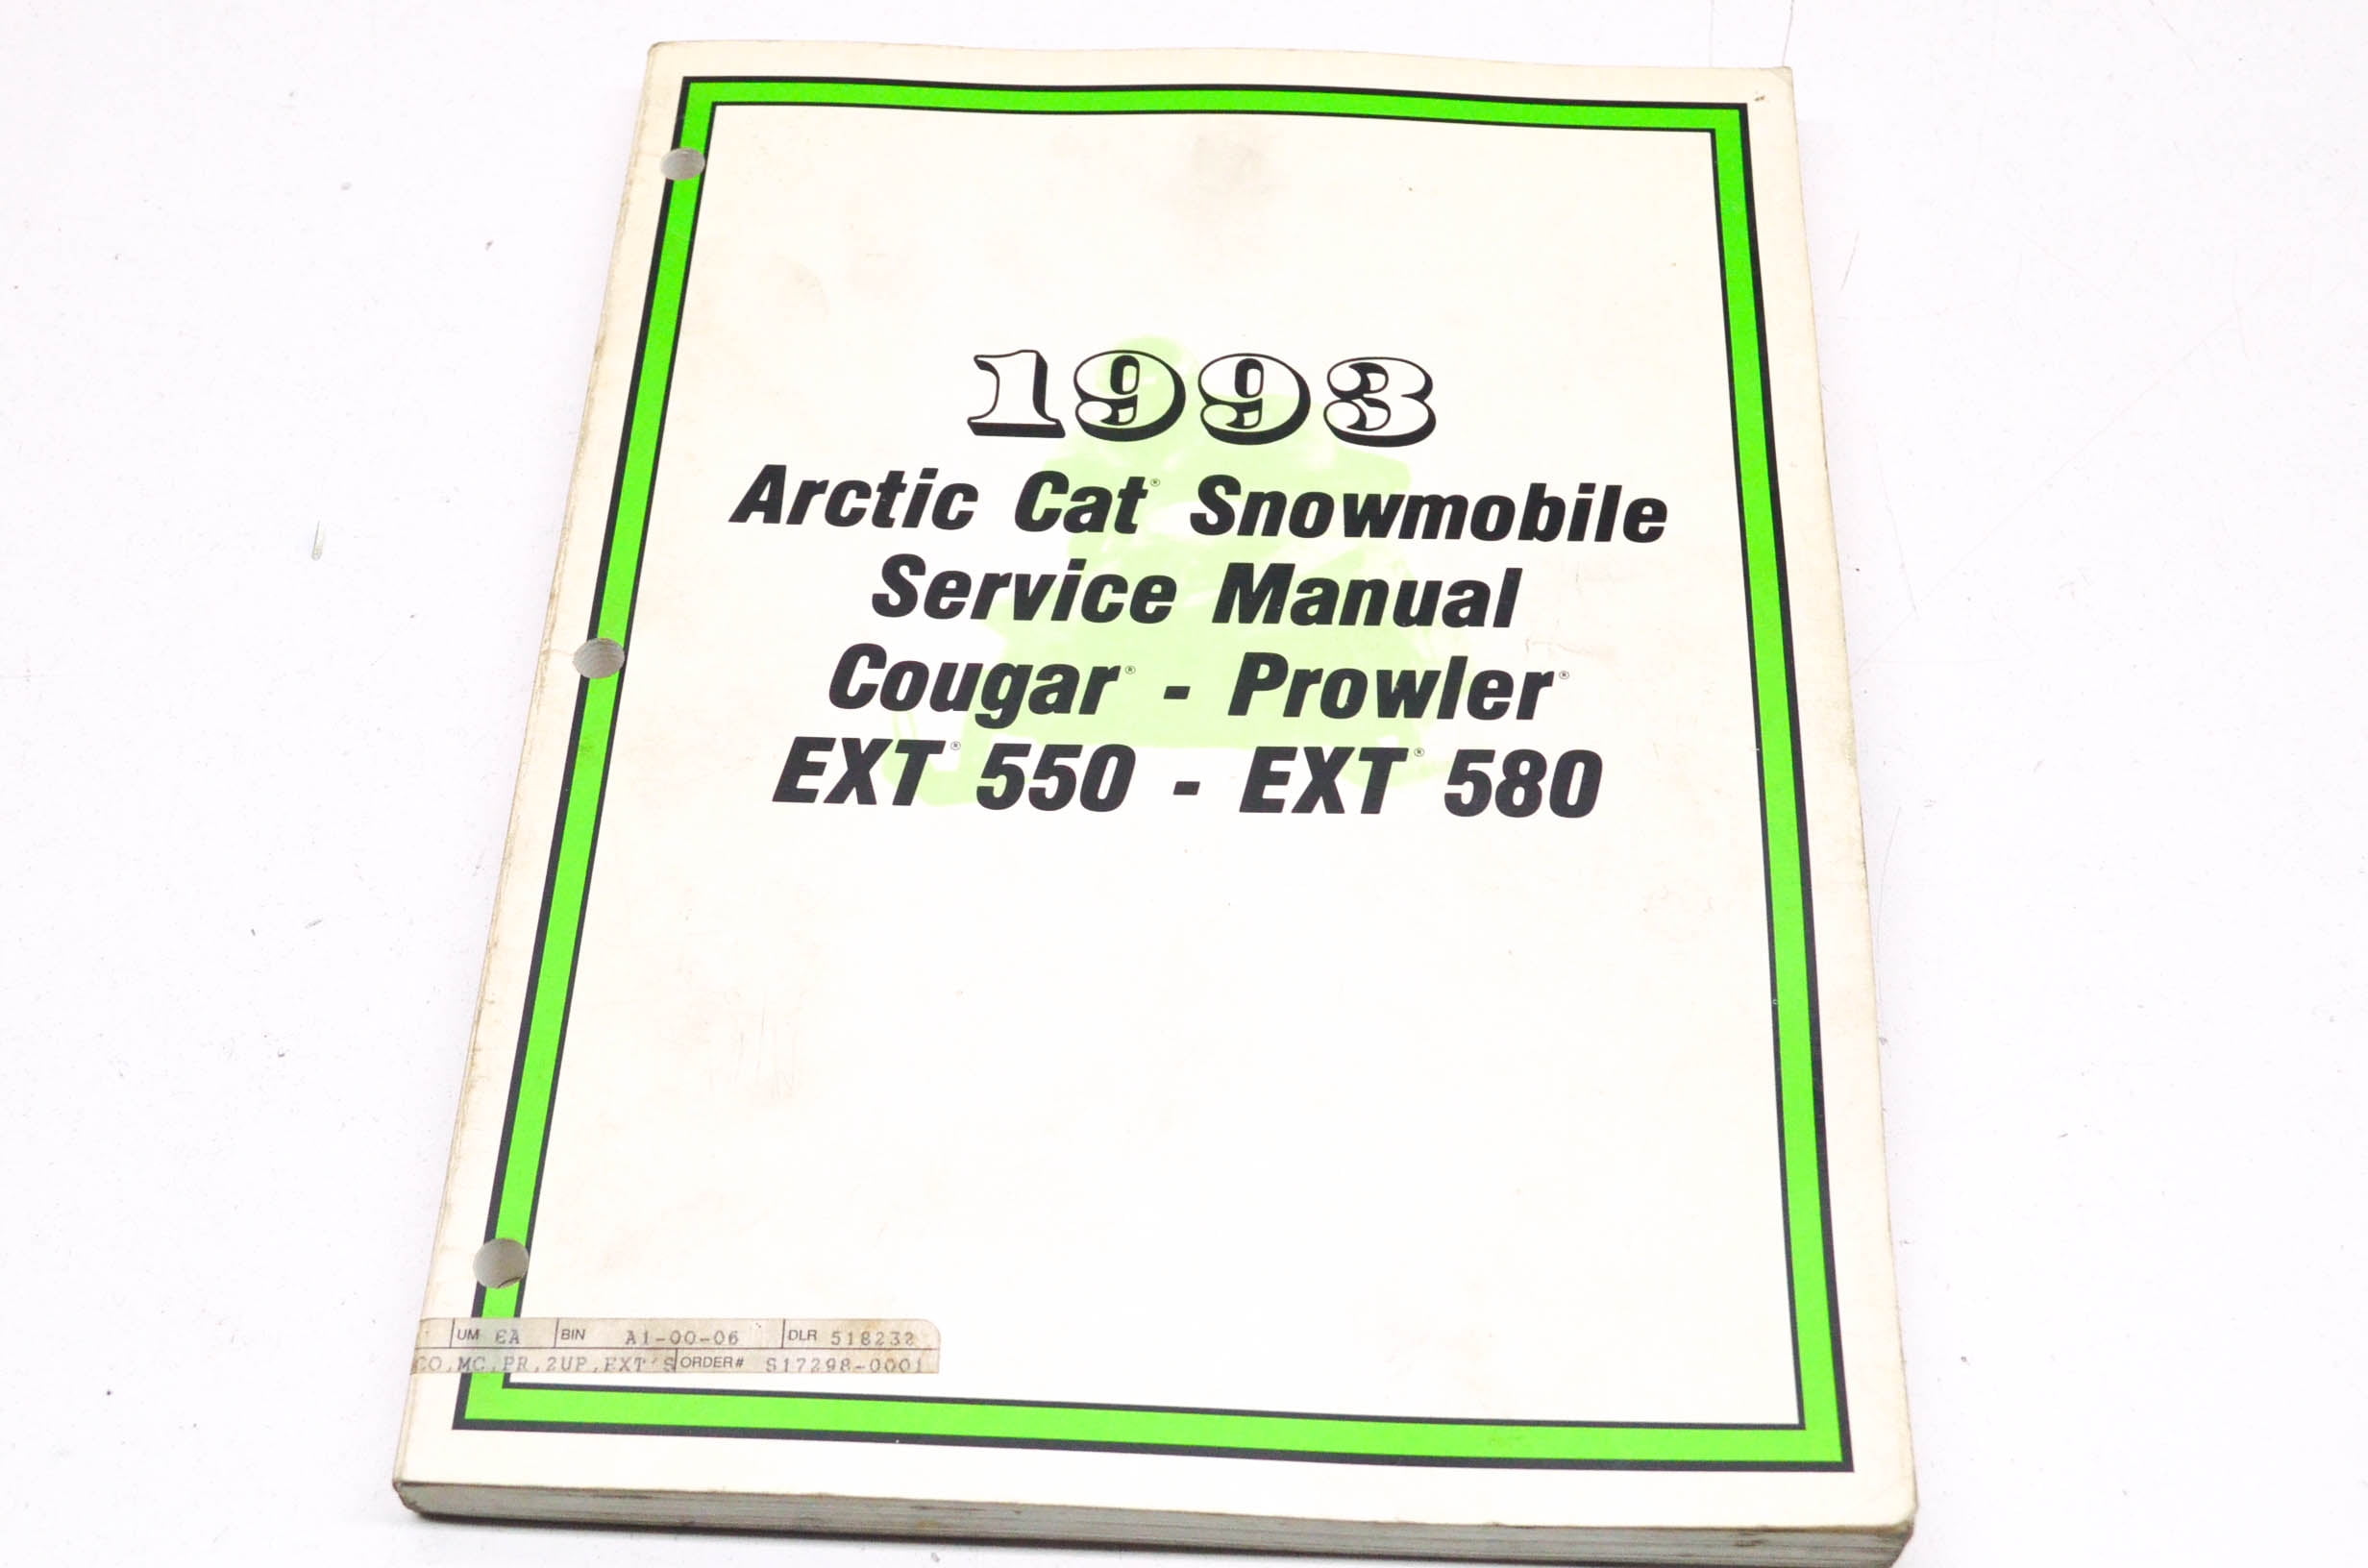 1993
Arctic Cat® Snowmobile
Service Manual
Cougar® - Prowler®
EXT® 550 - EXT® 580
UM EA BIN A1-00-06 DLR 518232
CO,MC,PR,2UP,EXT'S ORDER# S17298-0001